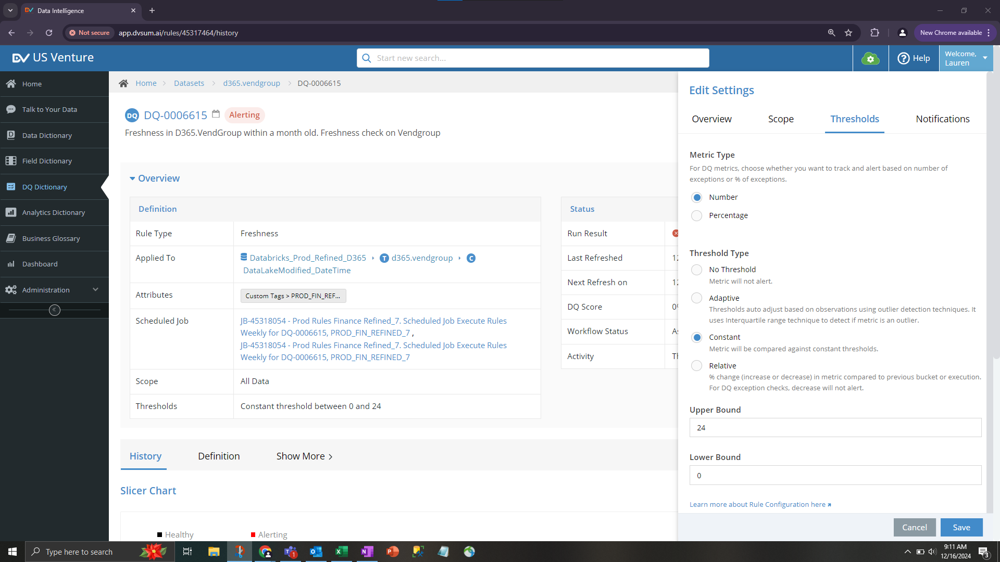 Data Intelligence
Not secure
app.dvsum.ai/rules/45317464/history
New Chrome available
US Venture
Start new search...
Help
Welcome,
Lauren
Home
Talk to Your Data
Data Dictionary
Field Dictionary
DQ Dictionary
Analytics Dictionary
Business Glossary
Dashboard
Administration
Home
Datasets
d365.vendgroup
DQ-0006615
DQ
DQ-0006615
Alerting
Freshness in D365.VendGroup within a month old. Freshness check on Vendgroup
Overview
Definition
Rule Type
Freshness
Applied To
Databricks_Prod_Refined_D365
T
d365.vendgroup
C
DataLakeModified_DateTime
Attributes
Custom Tags > PROD_FIN_REF...
Scheduled Job
JB-45318054 - Prod Rules Finance Refined_7. Scheduled Job Execute Rules
Weekly for DQ-0006615, PROD_FIN_REFINED_7 ,
JB-45318054 - Prod Rules Finance Refined_7. Scheduled Job Execute Rules
Weekly for DQ-0006615, PROD_FIN_REFINED_7
Scope
All Data
Thresholds
Constant threshold between 0 and 24
Status
Run Result
Last Refreshed
Next Refresh on
DQ Score
Workflow Status
Activity
History
Definition
Show More
Slicer Chart
Healthy
Alerting
Edit Settings
Overview
Scope
Thresholds
Notifications
Metric Type
For DQ metrics, choose whether you want to track and alert based on number of
exceptions or % of exceptions.
Number
Percentage
Threshold Type
No Threshold
Metric will not alert.
Adaptive
Thresholds auto adjust based on observations using outlier detection techniques. It
uses Interquartile range technique to detect if metric is an outlier.
Constant
Metric will be compared against constant thresholds.
Relative
% change (increase or decrease) in metric compared to previous bucket or execution.
For DQ exception checks, decrease will not alert.
Upper Bound
24
Lower Bound
0
Learn more about Rule Configuration here
Cancel
Save
Type here to search
1
9:11 AM
12/16/2024
3